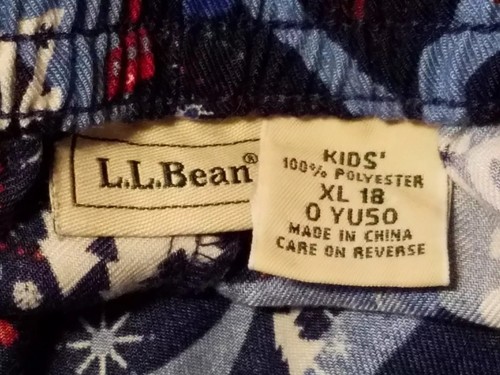 L.L.Bean®
KIDS'
100% POLYESTER
XL 18
0 YU50
MADE IN CHINA
CARE ON REVERSE